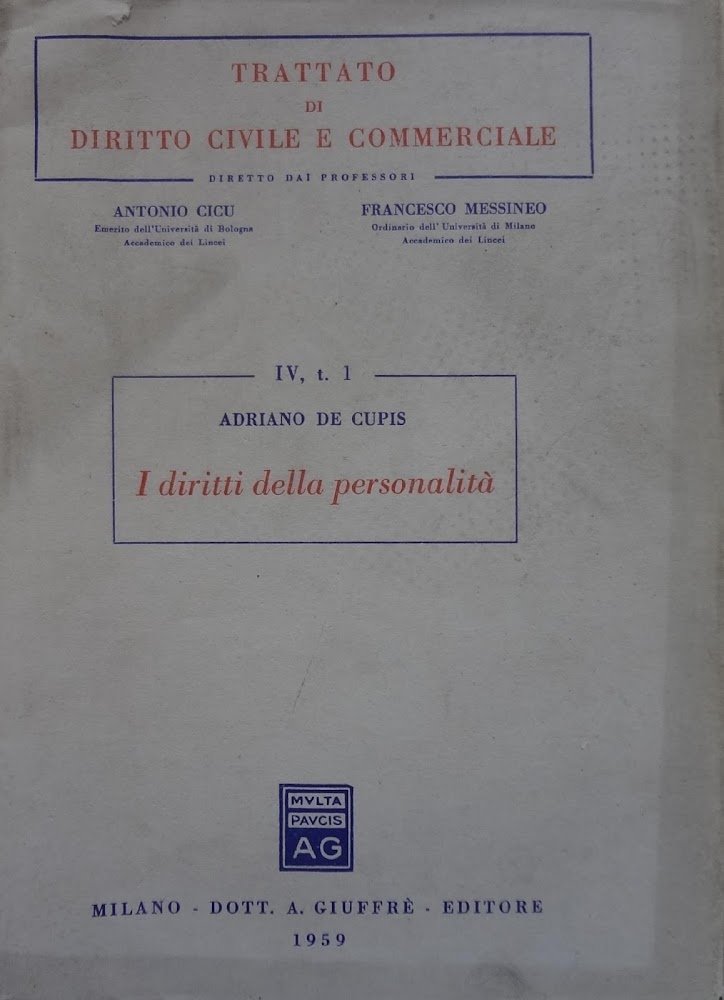 TRATTATO
DI
DIRITTO CIVILE E COMMERCIALE
DIRETTO DAI PROFESSORI
ANTONIO CICU
Emerito dell'Università di Bologna
Accademico dei Lincei
FRANCESCO MESSINEO
Ordinario dell'Università di Milano
Accademico dei Lincei
IV, t. 1
ADRIANO DE CUPIS
I diritti della personalità
MVLTA
PAVCIS
AG
MILANO - DOTT. A. GIUFFRÈ - EDITORE
1959